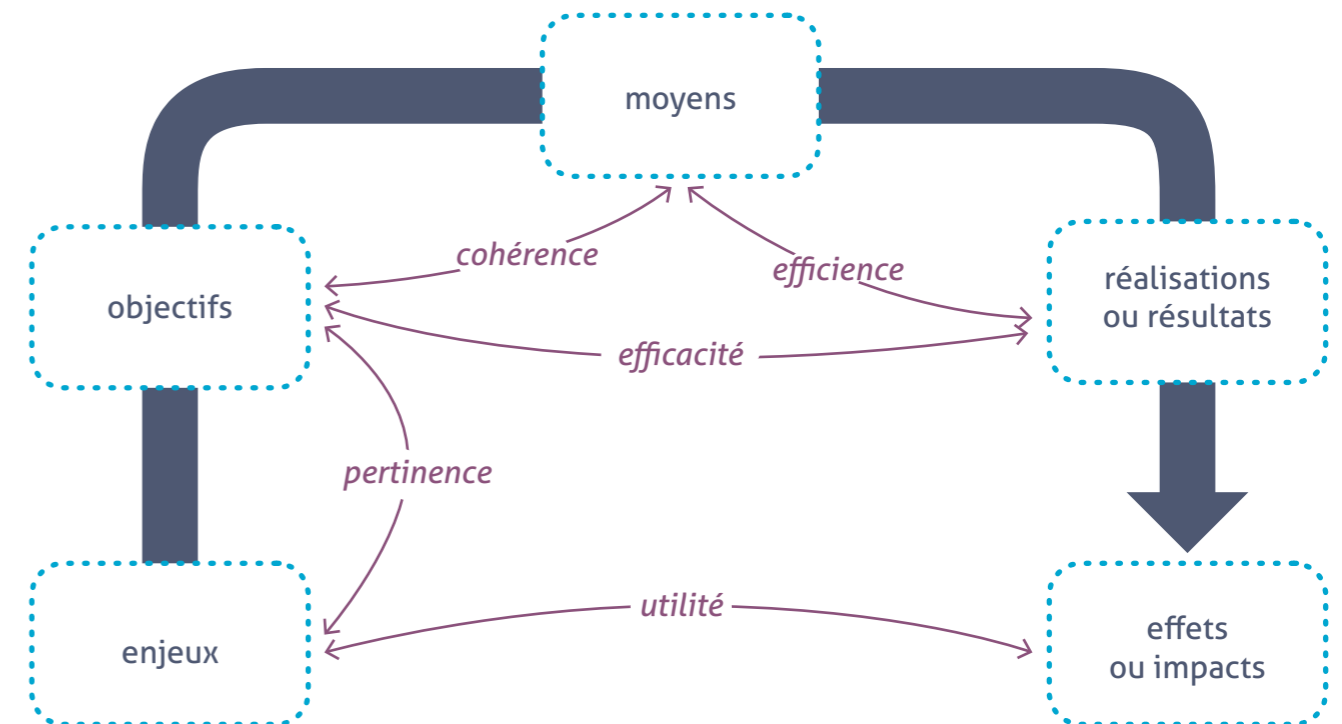 moyens
cohérence
efficience
objectifs
réalisations
ou résultats
efficacité
pertinence
utilité
enjeux
effets
ou impacts